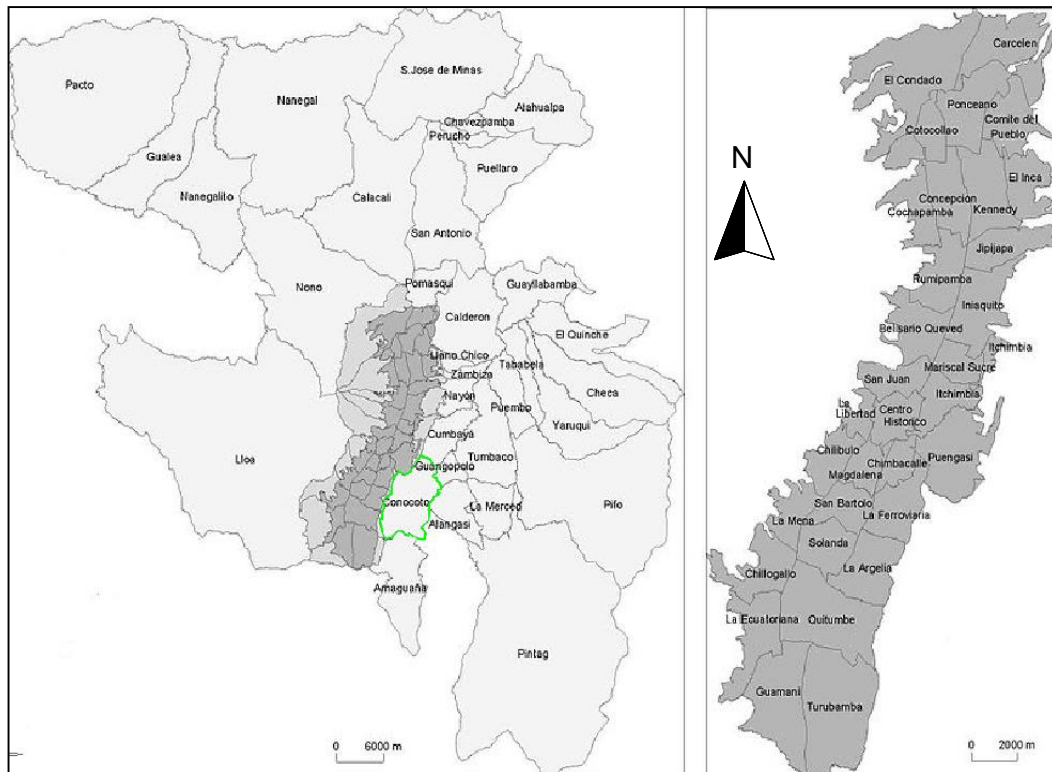 Pacto
Nanegal
S.Jose de Minas
Atahualpa
Chavezpamba
Perucho
Gualea
Puellaro
Nanegalito
Calacali
San Antonio
Nono
Pomasqui
Guayllabamba
Calderon
El Quinche
Llano Chico
Tababela
Zambiza
Checa
Nayon
Puembo
Yaruqui
Cumbaya
Lloa
Guangopolo
Tumbaco
Conocoto
La Merced
Pifo
Alangasi
Amaguaña
Pintag
0 6000 m
N
Carcelen
El Condado
Ponceano
Comite del
Pueblo
Cotocollao
El Inca
Concepción
Cochapamba
Kennedy
Jipijapa
Rumipamba
Iniaquito
Belisario Queved
Itchimbia
Mariscal Sucre
San Juan
Itchimbia
La
Libertad
Centro
Historico
Chilibulo
Puengasi
Chimbacalle
Magdalena
San Bartolo
La Ferroviaria
La Mena
Solanda
La Argelia
Chillogallo
La Ecuatoriana
Quitumbe
Guamani
Turubamba
0 2000 m